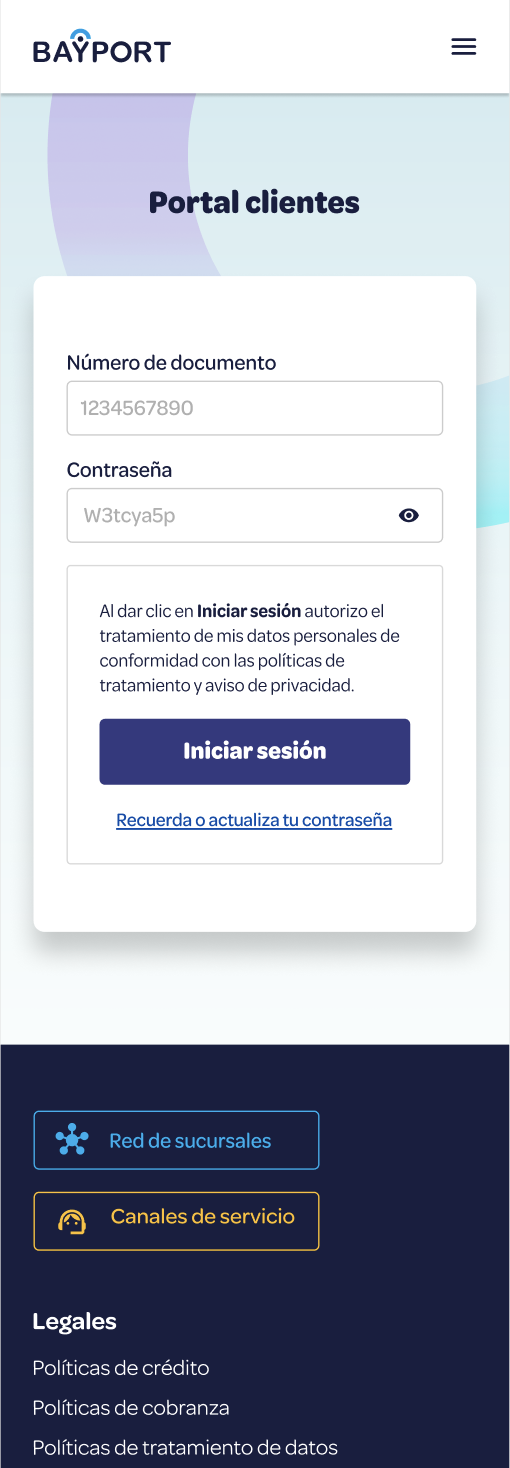 BAYPORT
Portal clientes
Número de documento
1234567890
Contraseña
W3tcya5p
Al dar clic en Iniciar sesión autorizo el
tratamiento de mis datos personales de
conformidad con las políticas de
tratamiento y aviso de privacidad.
Iniciar sesión
Recuerda o actualiza tu contraseña
Red de sucursales
Canales de servicio
Legales
Políticas de crédito
Políticas de cobranza
Políticas de tratamiento de datos